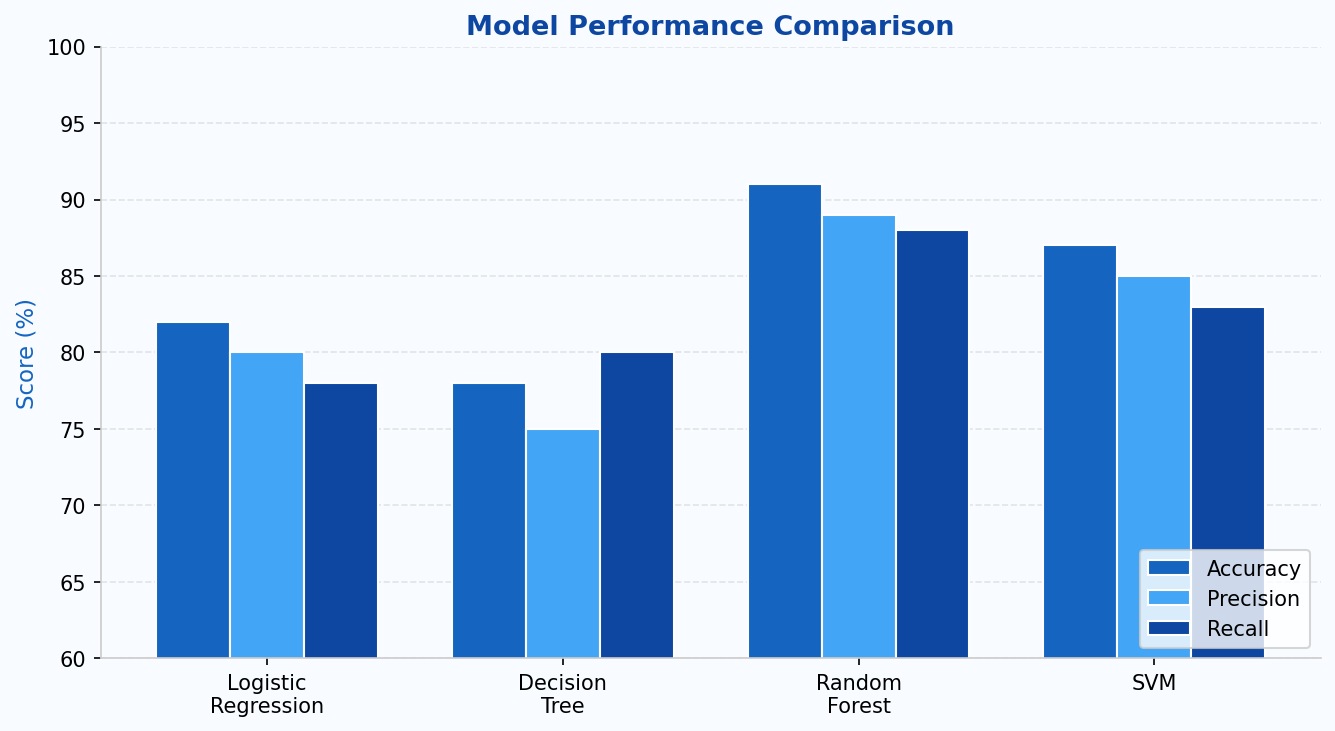 Model Performance Comparison
Score (%)
100
95
90
85
80
75
70
65
60
Accuracy
Precision
Recall
Logistic
Regression
Decision
Tree
Random
Forest
SVM